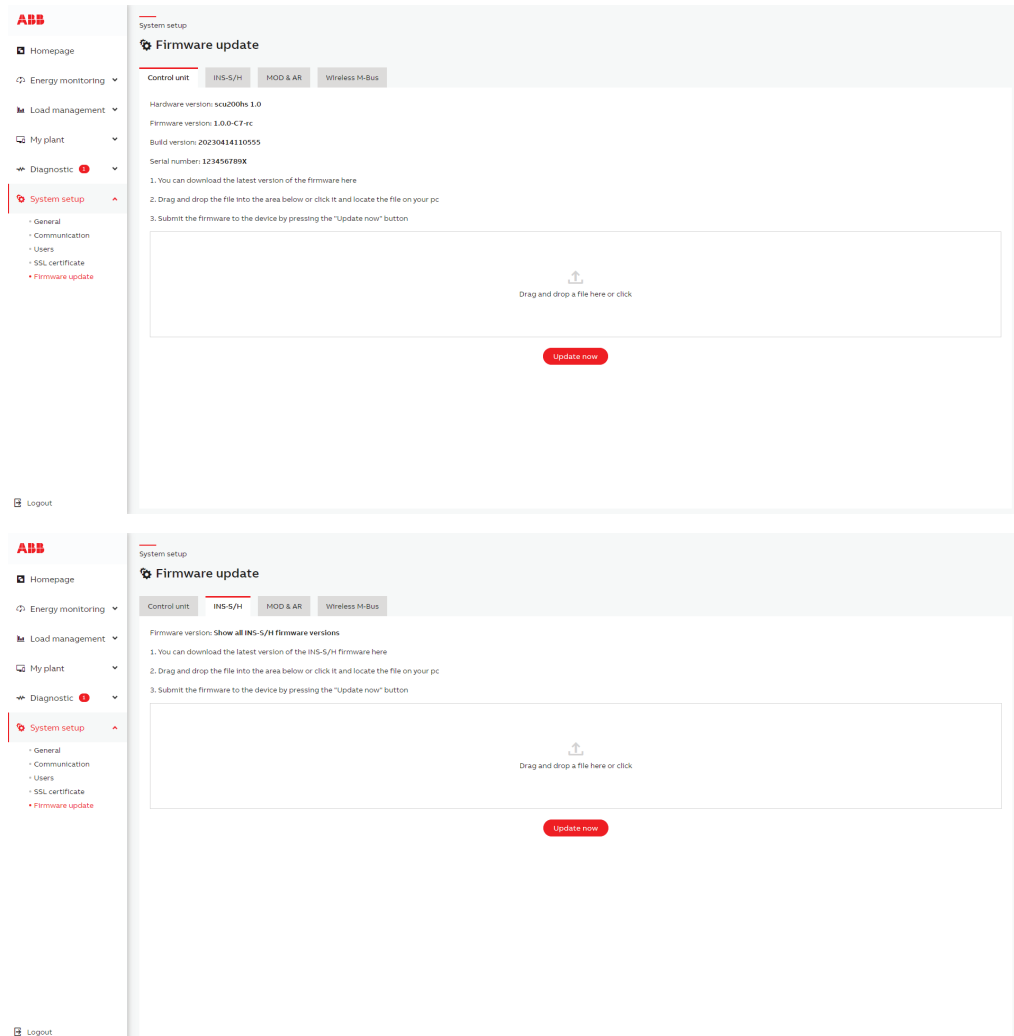 ABB
Homepage
Energy monitoring
Load management
My plant
Diagnostic 1
System setup
General
Communication
Users
SSL certificate
Firmware update
Logout
System setup
Firmware update
Control unit INS-S/H MOD & AR Wireless M-Bus
Hardware version: scu200hs 1.0
Firmware version: 1.0.0-C7-rc
Build version: 20230414110555
Serial number: 123456789X
1. You can download the latest version of the firmware here
2. Drag and drop the file into the area below or click it and locate the file on your pc
3. Submit the firmware to the device by pressing the "Update now" button
Drag and drop a file here or click
Update now
ABB
Homepage
Energy monitoring
Load management
My plant
Diagnostic 1
System setup
General
Communication
Users
SSL certificate
Firmware update
Logout
System setup
Firmware update
Control unit INS-S/H MOD & AR Wireless M-Bus
Firmware version: Show all INS-S/H firmware versions
1. You can download the latest version of the INS-S/H firmware here
2. Drag and drop the file into the area below or click it and locate the file on your pc
3. Submit the firmware to the device by pressing the "Update now" button
Drag and drop a file here or click
Update now